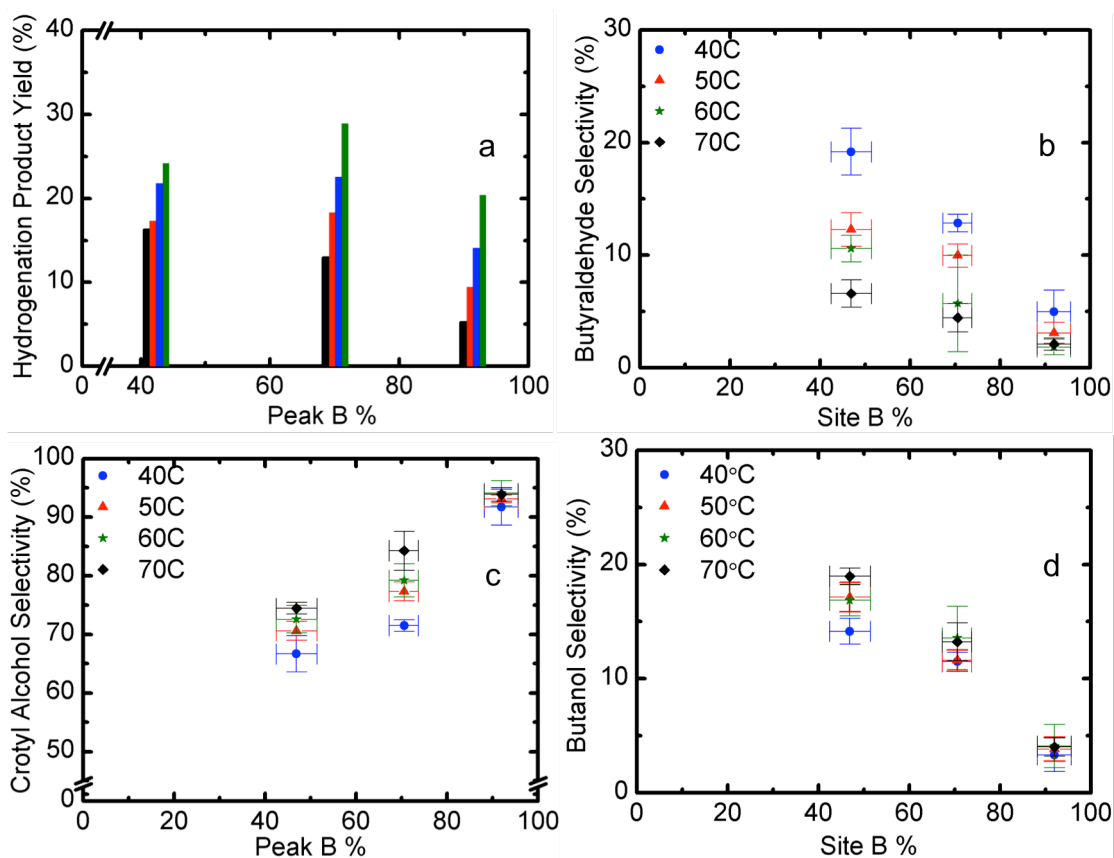 Hydrogenation Product Yield (%)
40
30
20
10
0
a
0
40
60
80
100
Peak B %
Butyraldehyde Selectivity (%)
30
20
10
0
40C
50C
60C
70C
b
0
20
40
60
80
100
Site B %
Crotyl Alcohol Selectivity (%)
100
90
80
70
60
50
0
40C
50C
60C
70C
c
0
20
40
60
80
100
Peak B %
Butanol Selectivity (%)
30
20
10
0
40°C
50°C
60°C
70°C
d
0
20
40
60
80
100
Site B %